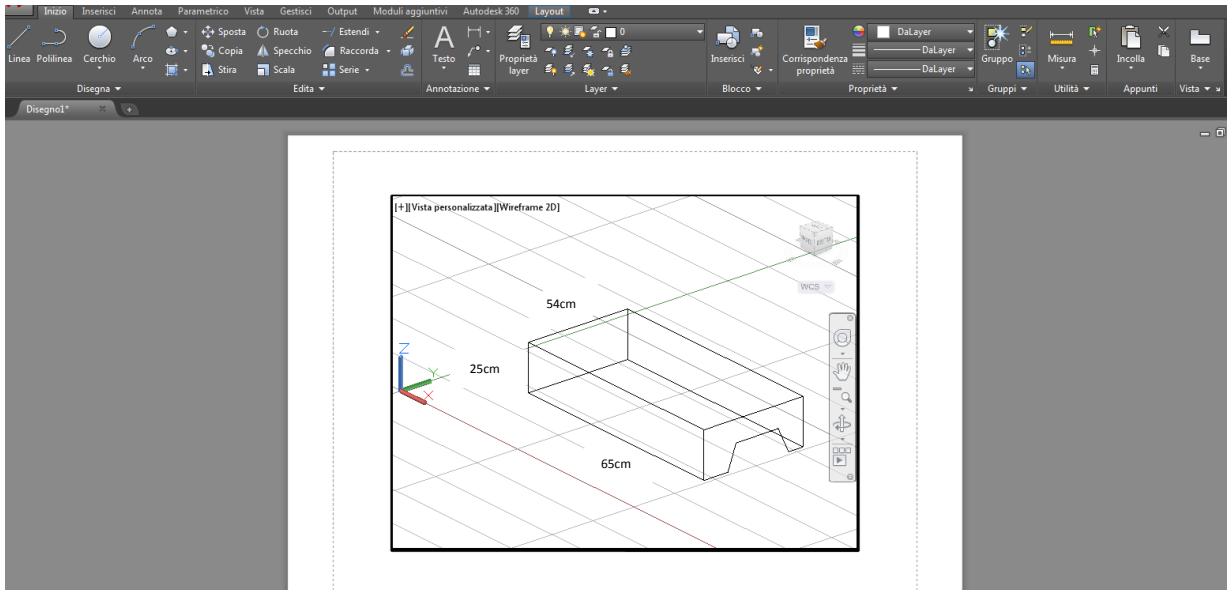 Inizio Inserisci Annota Parametrico Vista Gestisci Output Moduli aggiuntivi Autodesk 360 Layout
Linea Polilinea Cerchio Arco
Sposta Ruota Estendi
Copia Specchio Raccorda
Stira Scala Serie
Testo
Proprietà
layer
0
Inserisci
Corrispondenza
proprietà
DaLayer
DaLayer
DaLayer
Gruppo
Misura
Incolla
Base
Disegna Edita Annotazione Layer Blocco Proprietà Gruppi Utilità Appunti Vista
Disegno1*
[+][Vista personalizzata][Wireframe 2D]
WCS
54cm
Z
Y
X
25cm
65cm